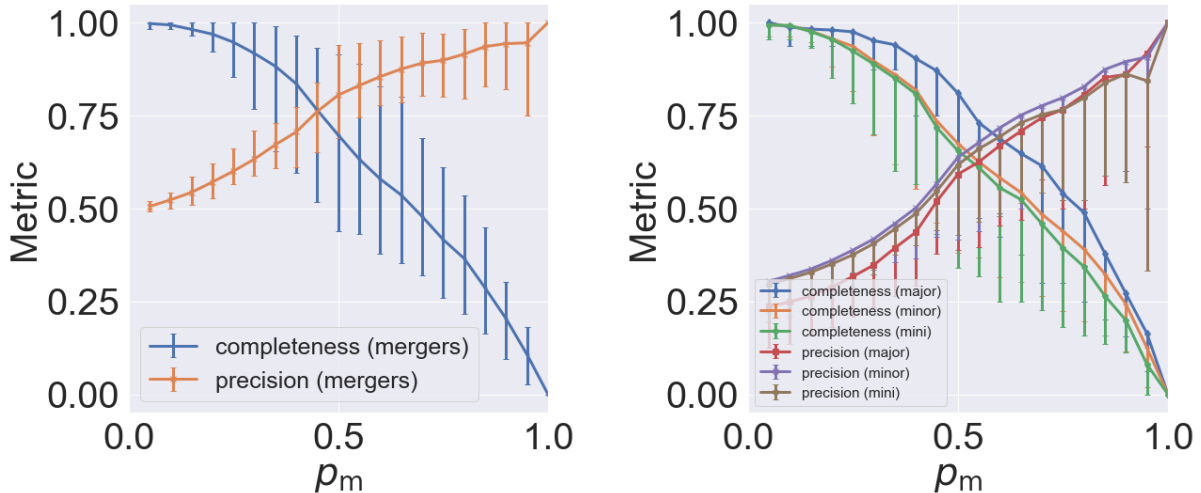 1.00
0.75
0.50
0.25
0.00
Metric
completeness (mergers)
precision (mergers)
0.0
0.5
1.0
pm
1.00
0.75
0.50
0.25
0.00
Metric
completeness (major)
completeness (minor)
completeness (mini)
precision (major)
precision (minor)
precision (mini)
0.0
0.5
1.0
pm